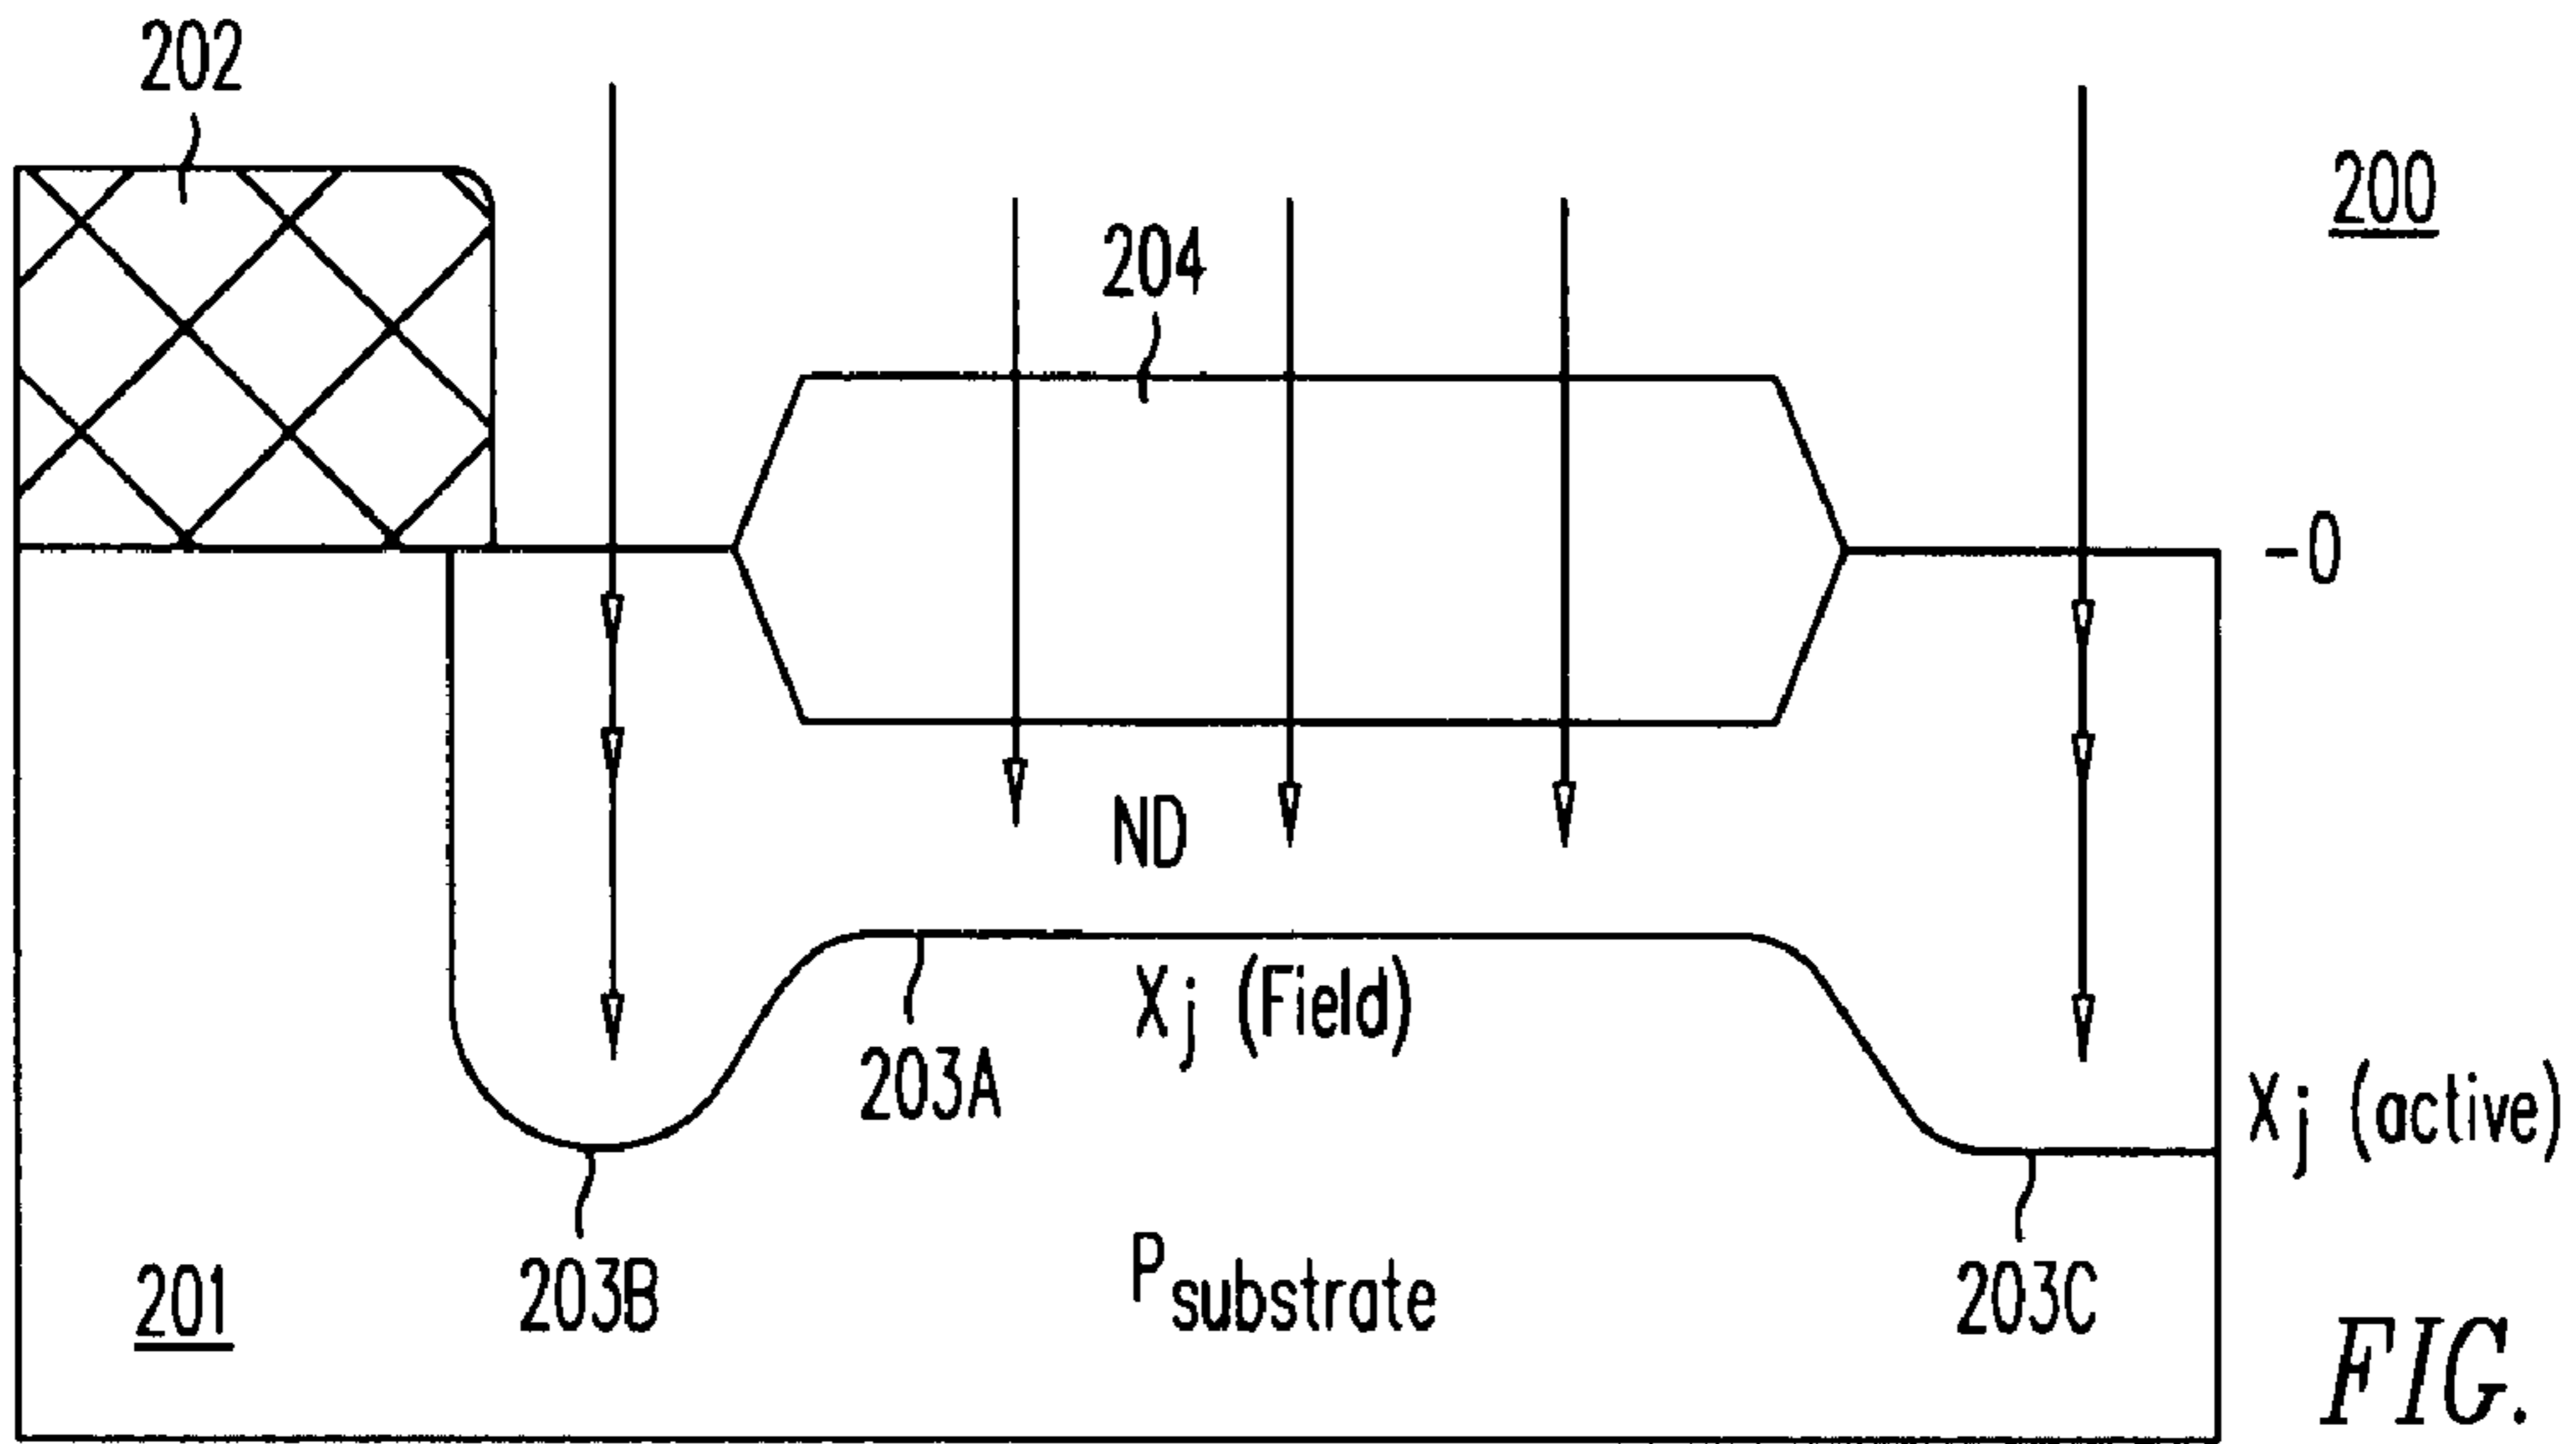 202
200
204
-0
ND
Xj (Field)
203A
Xj (active)
Psubstrate
203B
201
203C
FIG.